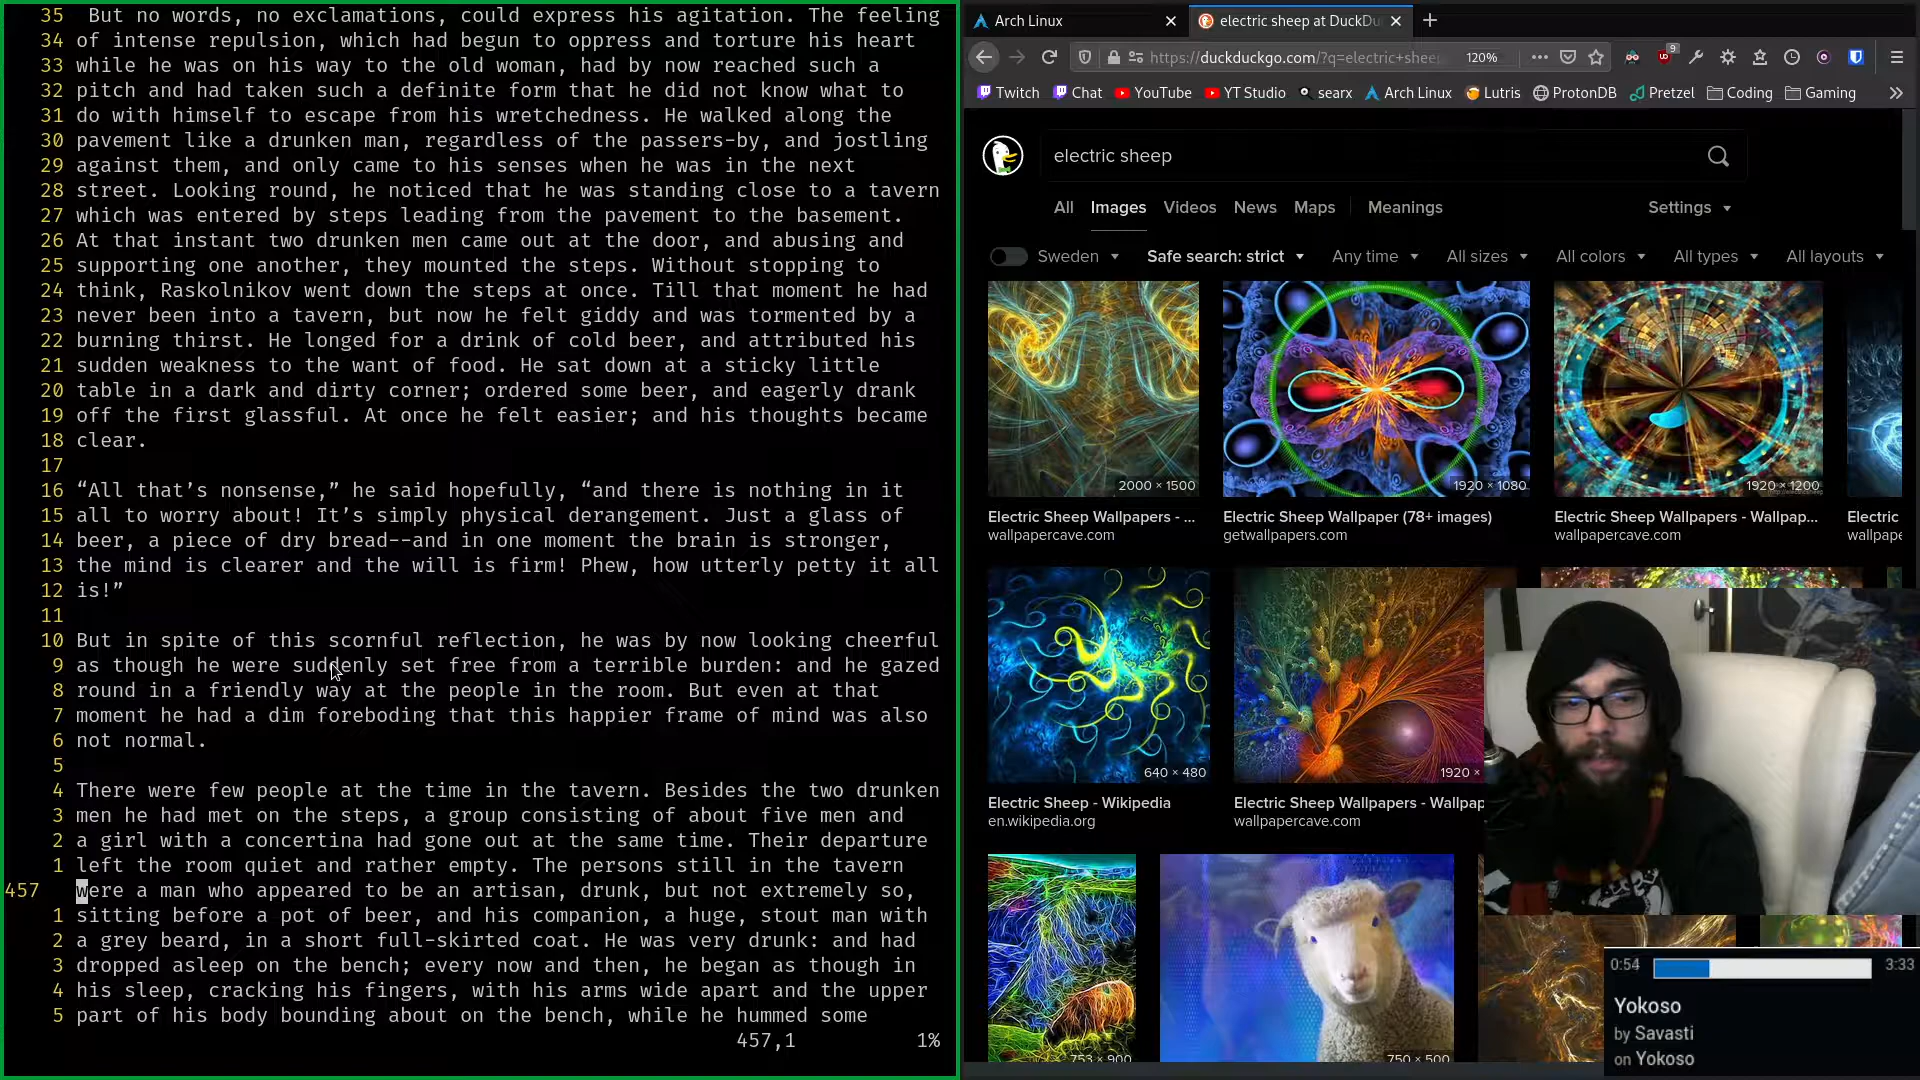 35 But no words, no exclamations, could express his agitation. The feeling
34 of intense repulsion, which had begun to oppress and torture his heart
33 while he was on his way to the old woman, had by now reached such a
32 pitch and had taken such a definite form that he did not know what to
31 do with himself to escape from his wretchedness. He walked along the
30 pavement like a drunken man, regardless of the passers-by, and jostling
29 against them, and only came to his senses when he was in the next
28 street. Looking round, he noticed that he was standing close to a tavern
27 which was entered by steps leading from the pavement to the basement.
26 At that instant two drunken men came out at the door, and abusing and
25 supporting one another, they mounted the steps. Without stopping to
24 think, Raskolnikov went down the steps at once. Till that moment he had
23 never been into a tavern, but now he felt giddy and was tormented by a
22 burning thirst. He longed for a drink of cold beer, and attributed his
21 sudden weakness to the want of food. He sat down at a sticky little
20 table in a dark and dirty corner; ordered some beer, and eagerly drank
19 off the first glassful. At once he felt easier; and his thoughts became
18 clear.
17
16 “All that’s nonsense,” he said hopefully, “and there is nothing in it
15 all to worry about! It’s simply physical derangement. Just a glass of
14 beer, a piece of dry bread--and in one moment the brain is stronger,
13 the mind is clearer and the will is firm! Phew, how utterly petty it all
12 is!”
11
10 But in spite of this scornful reflection, he was by now looking cheerful
9 as though he were suddenly set free from a terrible burden: and he gazed
8 round in a friendly way at the people in the room. But even at that
7 moment he had a dim foreboding that this happier frame of mind was also
6 not normal.
5
4 There were few people at the time in the tavern. Besides the two drunken
3 men he had met on the steps, a group consisting of about five men and
2 a girl with a concertina had gone out at the same time. Their departure
1 left the room quiet and rather empty. The persons still in the tavern
457 were a man who appeared to be an artisan, drunk, but not extremely so,
1 sitting before a pot of beer, and his companion, a huge, stout man with
2 a grey beard, in a short full-skirted coat. He was very drunk: and had
3 dropped asleep on the bench; every now and then, he began as though in
4 his sleep, cracking his fingers, with his arms wide apart and the upper
5 part of his body bounding about on the bench, while he hummed some
457,1 1%
Arch Linux electric sheep at DuckDu
https://duckduckgo.com/?q=electric+shee 120% 9
Twitch Chat YouTube YT Studio searx Arch Linux Lutris ProtonDB Pretzel Coding Gaming
electric sheep
All Images Videos News Maps Meanings Settings
Sweden Safe search: strict Any time All sizes All colors All types All layouts
2000 × 1500 1920 × 1080 1920 × 1200
Electric Sheep Wallpapers - ... Electric Sheep Wallpaper (78+ images) Electric Sheep Wallpapers - Wallpap... Electric
wallpapercave.com getwallpapers.com wallpapercave.com wallpape
640 × 480 1920 ×
Electric Sheep - Wikipedia Electric Sheep Wallpapers - Wallpap
en.wikipedia.org wallpapercave.com
753 × 900 750 × 500
0:54 3:33
Yokoso
by Savasti
on Yokoso